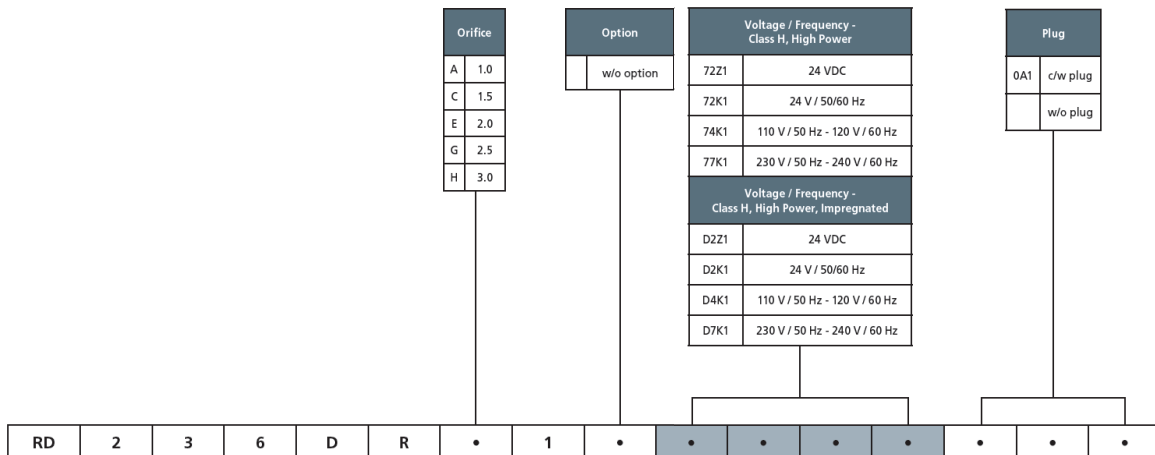 Orifice
A 1.0
C 1.5
E 2.0
G 2.5
H 3.0
Option
w/o option
Voltage / Frequency -
Class H, High Power
72Z1 24 VDC
72K1 24 V / 50/60 Hz
74K1 110 V / 50 Hz - 120 V / 60 Hz
77K1 230 V / 50 Hz - 240 V / 60 Hz
Voltage / Frequency -
Class H, High Power, Impregnated
D2Z1 24 VDC
D2K1 24 V / 50/60 Hz
D4K1 110 V / 50 Hz - 120 V / 60 Hz
D7K1 230 V / 50 Hz - 240 V / 60 Hz
Plug
0A1 c/w plug
w/o plug
RD 2 3 6 D R • 1 • • • • • • • •